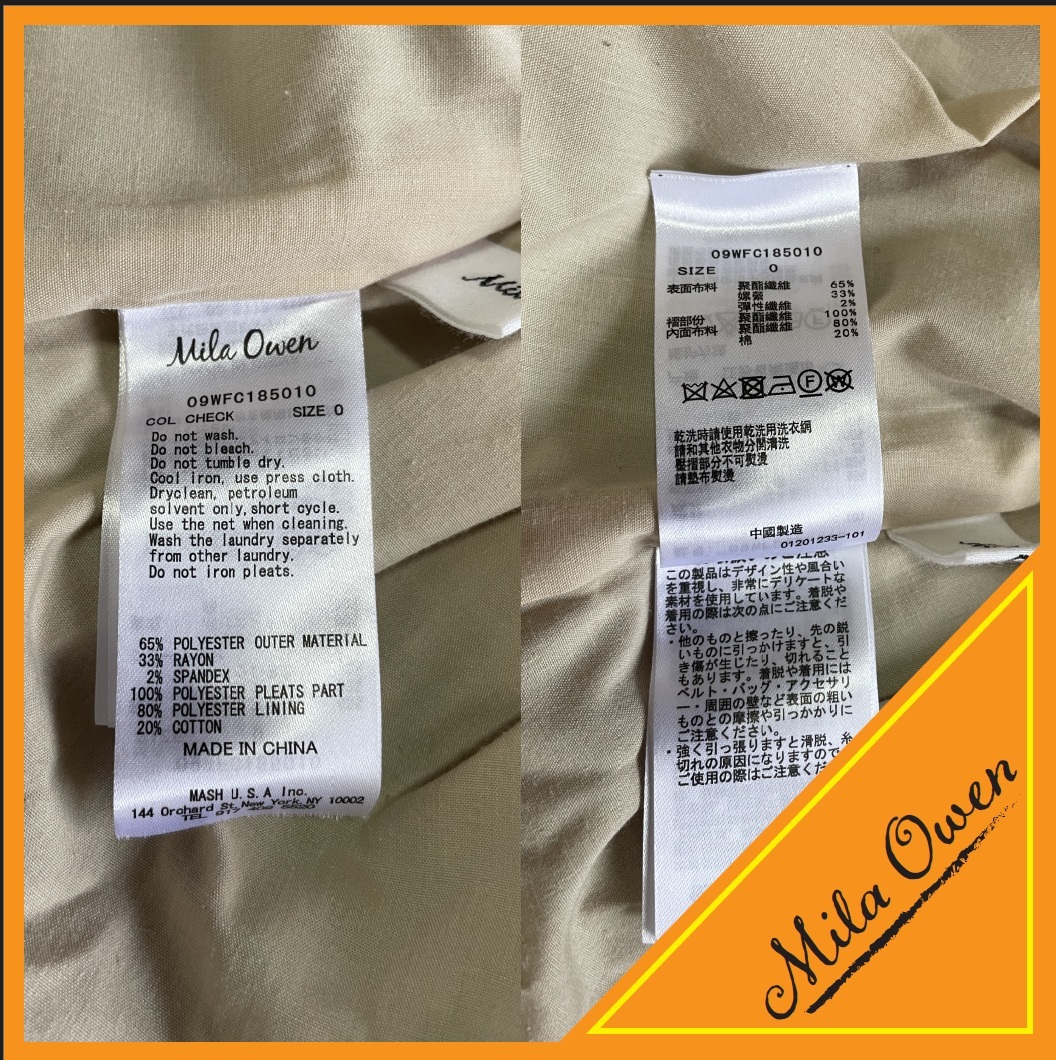 Mila Owen
09WFC185010
COL CHECK SIZE 0
Do not wash.
Do not bleach.
Do not tumble dry.
Cool iron, use press cloth.
Dryclean, petroleum
solvent only,short cycle.
Use the net when cleaning.
Wash the laundry separately
from other laundry.
Do not iron pleats.
65% POLYESTER OUTER MATERIAL
33% RAYON
2% SPANDEX
100% POLYESTER PLEATS PART
80% POLYESTER LINING
20% COTTON
MADE IN CHINA
MASH U.S.A Inc.
144 Orchard St,New York,NY 10002
TEL 917
09WFC185010
SIZE 0
表面布料 聚酯纖維 65%
嫘縈 33%
彈性纖維 2%
褶部份 聚酯纖維 100%
內面布料 聚酯纖維 80%
棉 20%
F
W
乾洗時請使用乾洗用洗衣網
請和其他衣物分開清洗
壓摺部分不可熨燙
請墊布熨燙
中國製造
01201233-101
この製品はデザイン性や風合い
を重視し、非常にデリケートな
素材を使用しています。着脱や
着用の際は次の点にご注意くだ
さい。
・他のものと擦ったり、先の鋭
いものに引っかけますと、引
き傷が生じたり、切れること
もあります。着脱や着用には
ベルト・バッグ・アクセサリ
ー・周囲の壁など表面の粗い
ものとの摩擦や引っかかりに
ご注意ください。
・強く引っ張りますと滑脱、糸
切れの原因になりますので
ご使用の際はご注意くだ
Mila Owen